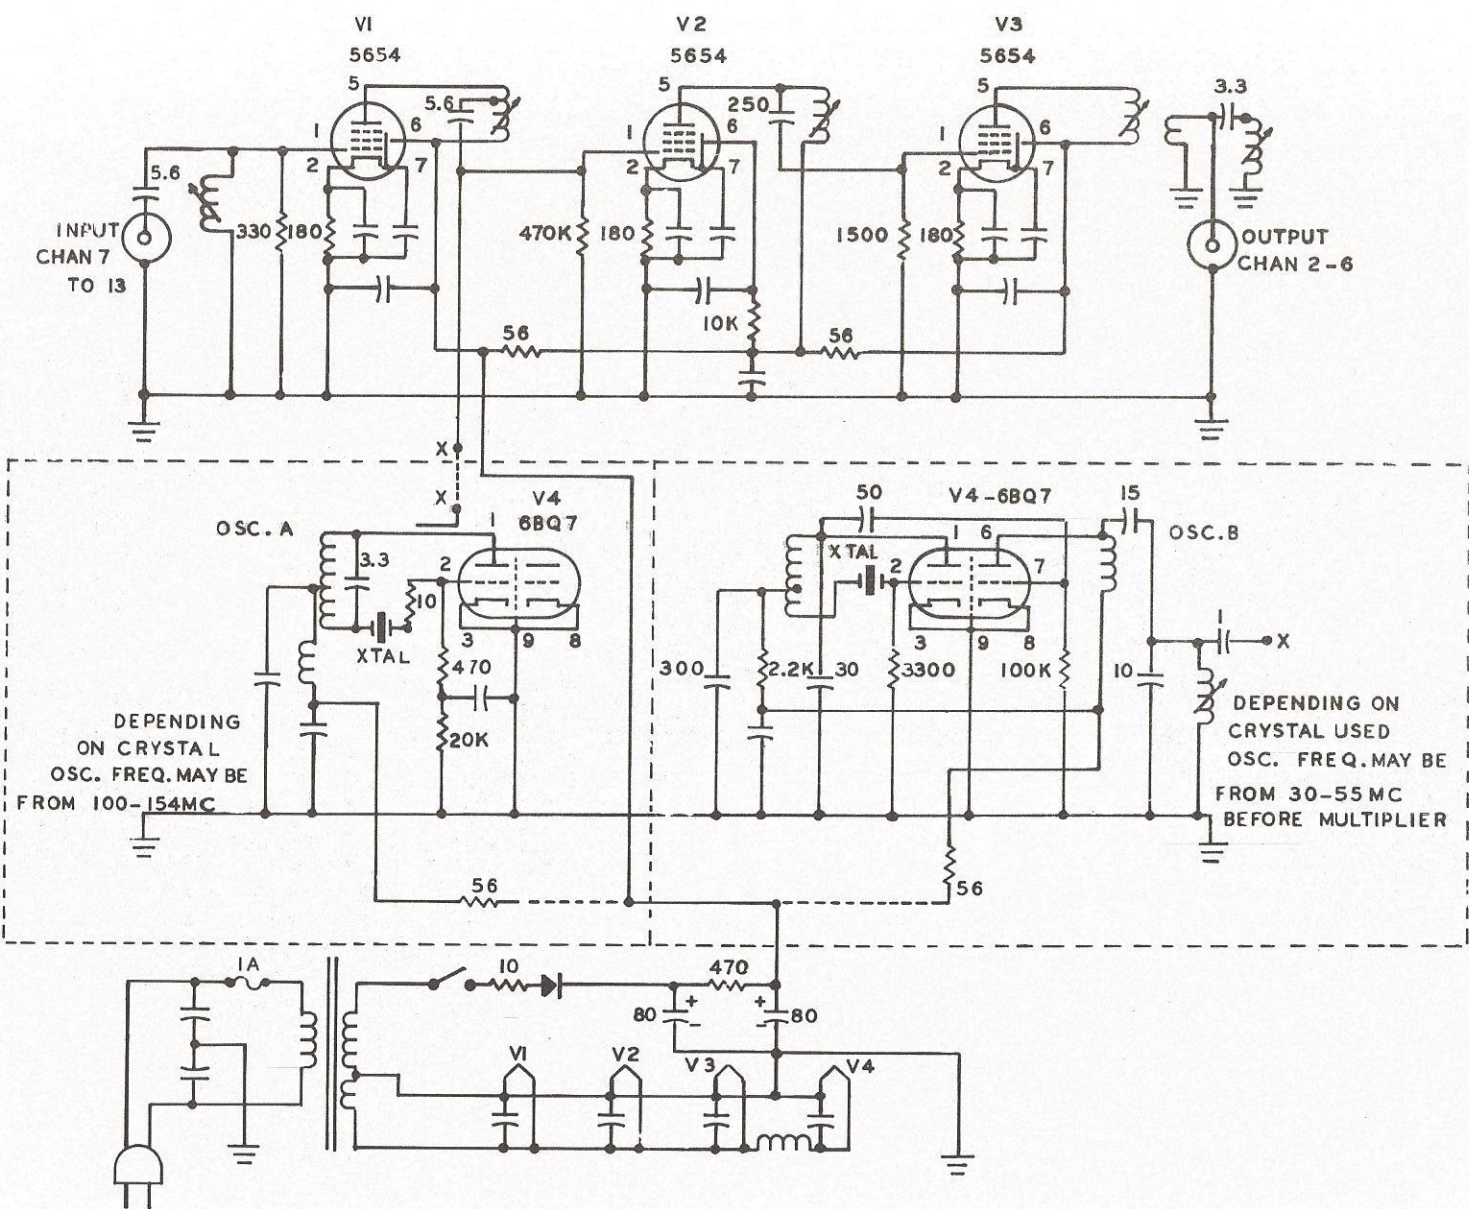 V1
5654
V2
5654
V3
5654
5
5
5
5.6
250
3.3
1
6
1
6
1
6
2
7
2
7
2
7
5.6
INPUT
CHAN 7
TO 13
330
180
470K
180
1500
180
OUTPUT
CHAN 2-6
10K
56
56
X
X
OSC. A
V4
6BQ7
1
3.3
2
10
XTAL
3
9
8
470
20K
DEPENDING
ON CRYSTAL
OSC. FREQ. MAY BE
FROM 100-154MC
56
50
V4-6BQ7
15
OSC. B
XTAL
1
6
2
7
3
9
8
300
2.2K
30
3300
100K
10
1
X
DEPENDING ON
CRYSTAL USED
OSC. FREQ. MAY BE
FROM 30-55 MC
BEFORE MULTIPLIER
56
1A
10
470
80
+
-
+
-
80
V1
V2
V3
V4